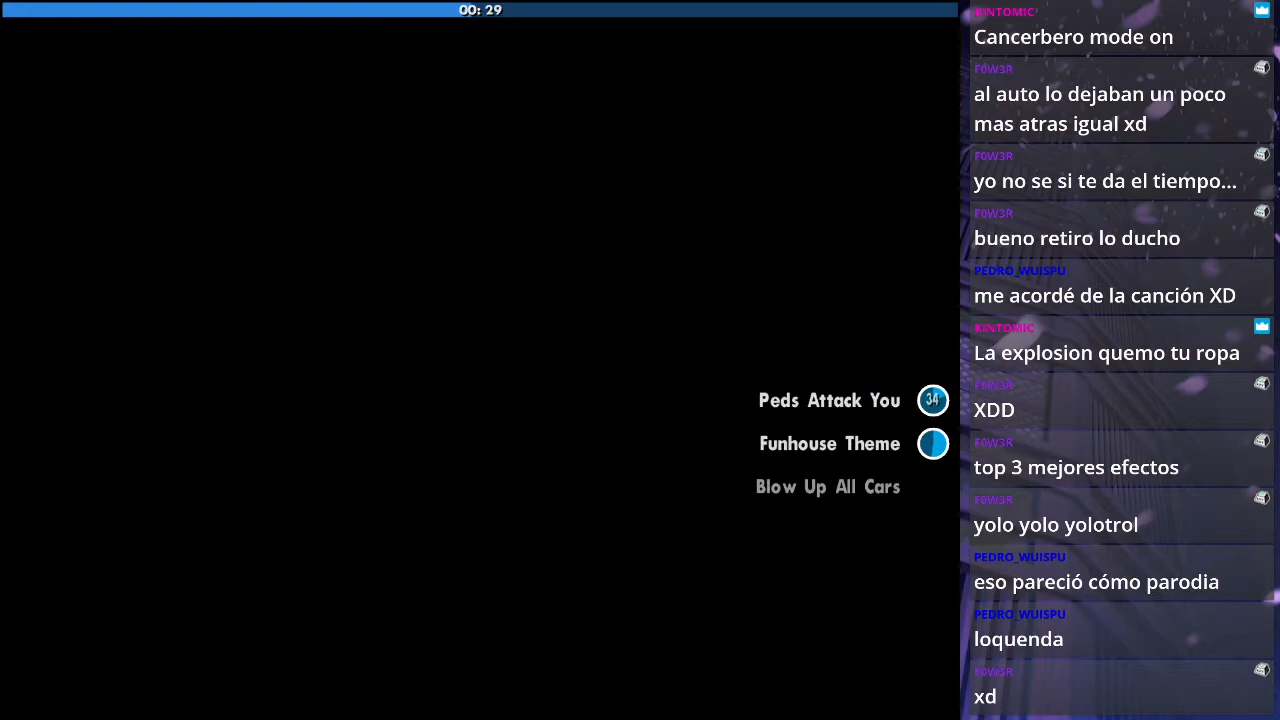 00: 29
Peds Attack You 34
Funhouse Theme
Blow Up All Cars
KINTOMIC
Cancerbero mode on
F0W3R
al auto lo dejaban un poco
mas atras igual xd
F0W3R
yo no se si te da el tiempo...
F0W3R
bueno retiro lo ducho
PEDRO_WUISPU
me acordé de la canción XD
KINTOMIC
La explosion quemo tu ropa
F0W3R
XDD
F0W3R
top 3 mejores efectos
F0W3R
yolo yolo yolotrol
PEDRO_WUISPU
eso pareció cómo parodia
PEDRO_WUISPU
loquenda
F0W3R
xd